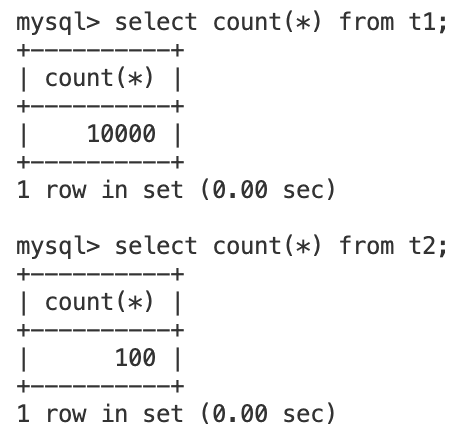 mysql> select count(*) from t1;
+----------+
| count(*) |
+----------+
|    10000 |
+----------+
1 row in set (0.00 sec)

mysql> select count(*) from t2;
+----------+
| count(*) |
+----------+
|      100 |
+----------+
1 row in set (0.00 sec)